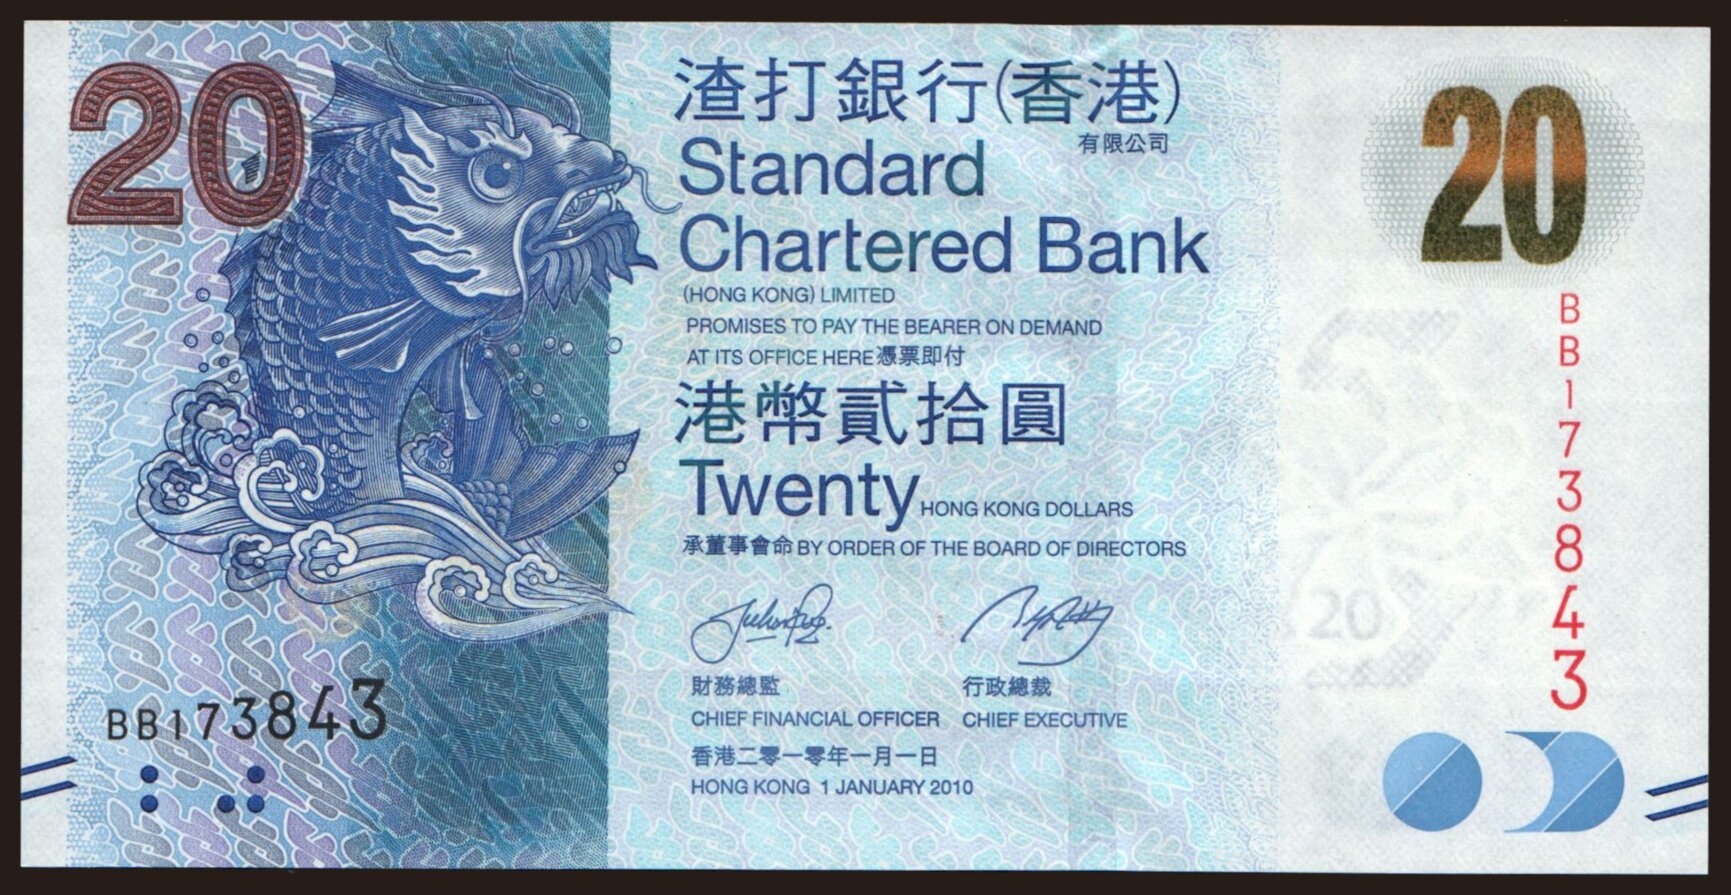 20
渣打銀行(香港)
有限公司
Standard
Chartered Bank
(HONG KONG) LIMITED
PROMISES TO PAY THE BEARER ON DEMAND
AT ITS OFFICE HERE 憑票即付
港幣貳拾圓
Twenty HONG KONG DOLLARS
承董事會命 BY ORDER OF THE BOARD OF DIRECTORS
財務總監
CHIEF FINANCIAL OFFICER
行政總裁
CHIEF EXECUTIVE
香港二零一零年一月一日
HONG KONG 1 JANUARY 2010
BB173843
20
BB173843
20